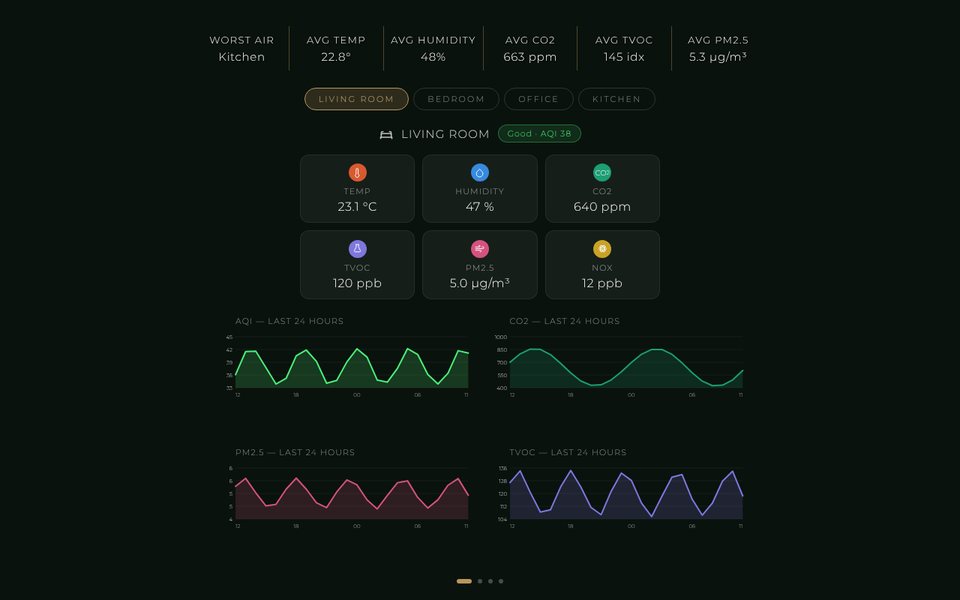 WORST AIR AVG TEMP AVG HUMIDITY AVG CO2 AVG TVOC AVG PM2.5
Kitchen 22.8° 48% 663 ppm 145 idx 5.3 µg/m³
LIVING ROOM BEDROOM OFFICE KITCHEN
LIVING ROOM Good · AQI 38
CO²
TEMP HUMIDITY CO2
23.1 °C 47 % 640 ppm
TVOC PM2.5 NOX
120 ppb 5.0 µg/m³ 12 ppb
AQI — LAST 24 HOURS CO2 — LAST 24 HOURS
45 1000
42 850
39 700
36 550
33 400
12 18 00 06 11 12 18 00 06 11
PM2.5 — LAST 24 HOURS TVOC — LAST 24 HOURS
6 136
6 128
5 120
5 112
4 104
12 18 00 06 11 12 18 00 06 11